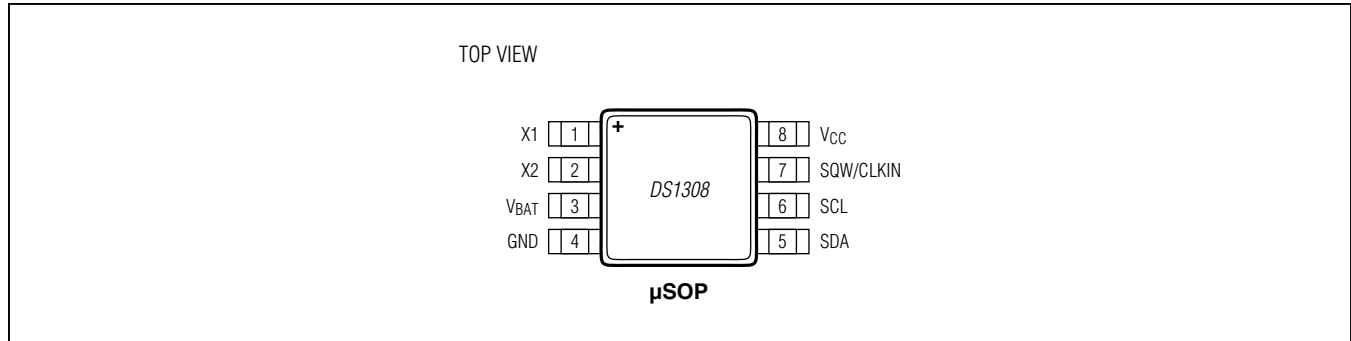 TOP VIEW
X1 1 + 8 VCC
X2 2 7 SQW/CLKIN
DS1308
VBAT 3 6 SCL
GND 4 5 SDA
µSOP